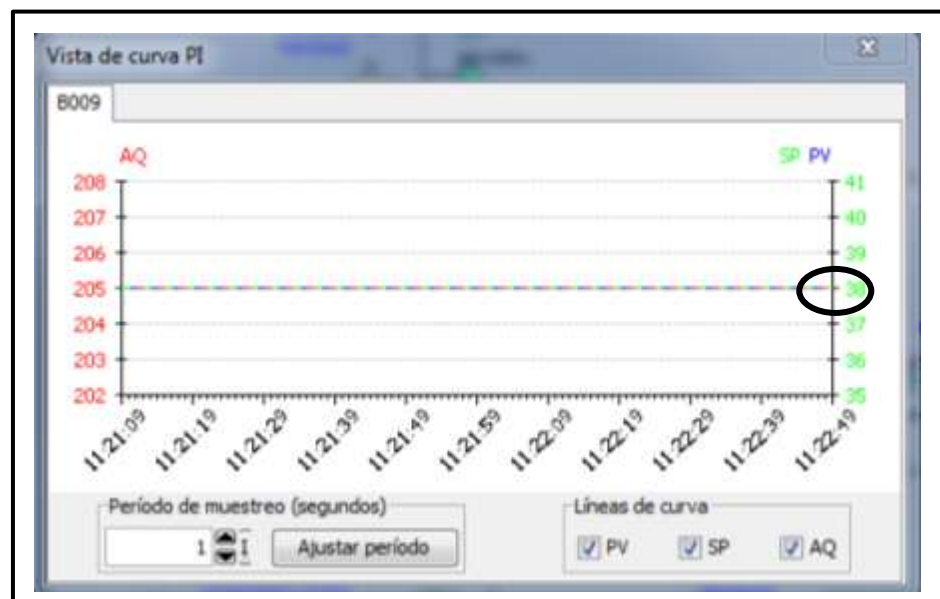 Vista de curva PI
B009
AQ
SP PV
208
41
207
40
206
39
205
38
204
37
203
36
202
35
11:21:09
11:21:19
11:21:29
11:21:39
11:21:49
11:21:59
11:22:09
11:22:19
11:22:29
11:22:39
11:22:49
Período de muestreo (segundos)
Líneas de curva
1
Ajustar período
PV
SP
AQ